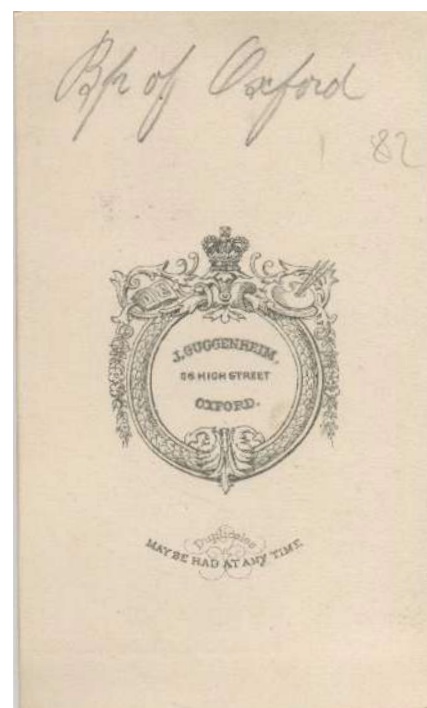 Bp of Oxford
82
J. GUGGENHEIM.
56 HIGH STREET
OXFORD.
Duplicates
MAY BE HAD AT ANY TIME